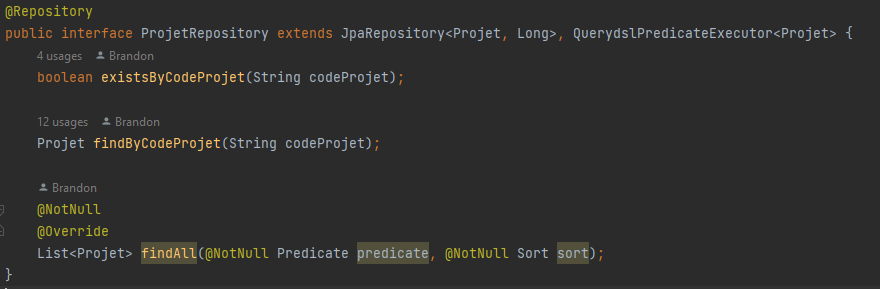 @Repository
public interface ProjetRepository extends JpaRepository<Projet, Long>, QuerydslPredicateExecutor<Projet> {
4 usages Brandon
boolean existsByCodeProjet(String codeProjet);
12 usages Brandon
Projet findByCodeProjet(String codeProjet);
Brandon
@NotNull
@Override
List<Projet> findAll(@NotNull Predicate predicate, @NotNull Sort sort);
}